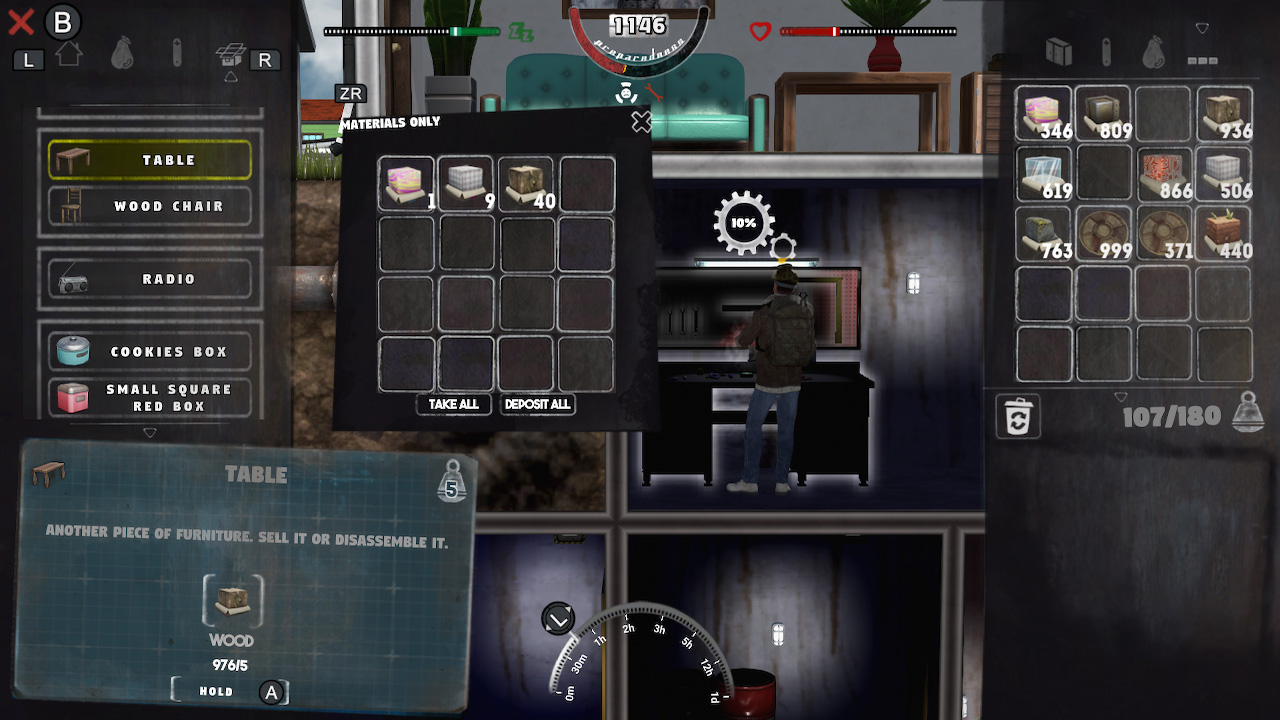 B
L
R
1146
preparedness
ZR
MATERIALS ONLY
346
809
936
TABLE
1
9
40
619
866
506
WOOD CHAIR
10%
763
999
371
440
RADIO
COOKIES BOX
SMALL SQUARE
RED BOX
TAKE ALL
DEPOSIT ALL
107/180
TABLE
5
ANOTHER PIECE OF FURNITURE. SELL IT OR DISASSEMBLE IT.
WOOD
976/5
HOLD
A
0m
30m
1h
2h
3h
5h
12h
1d